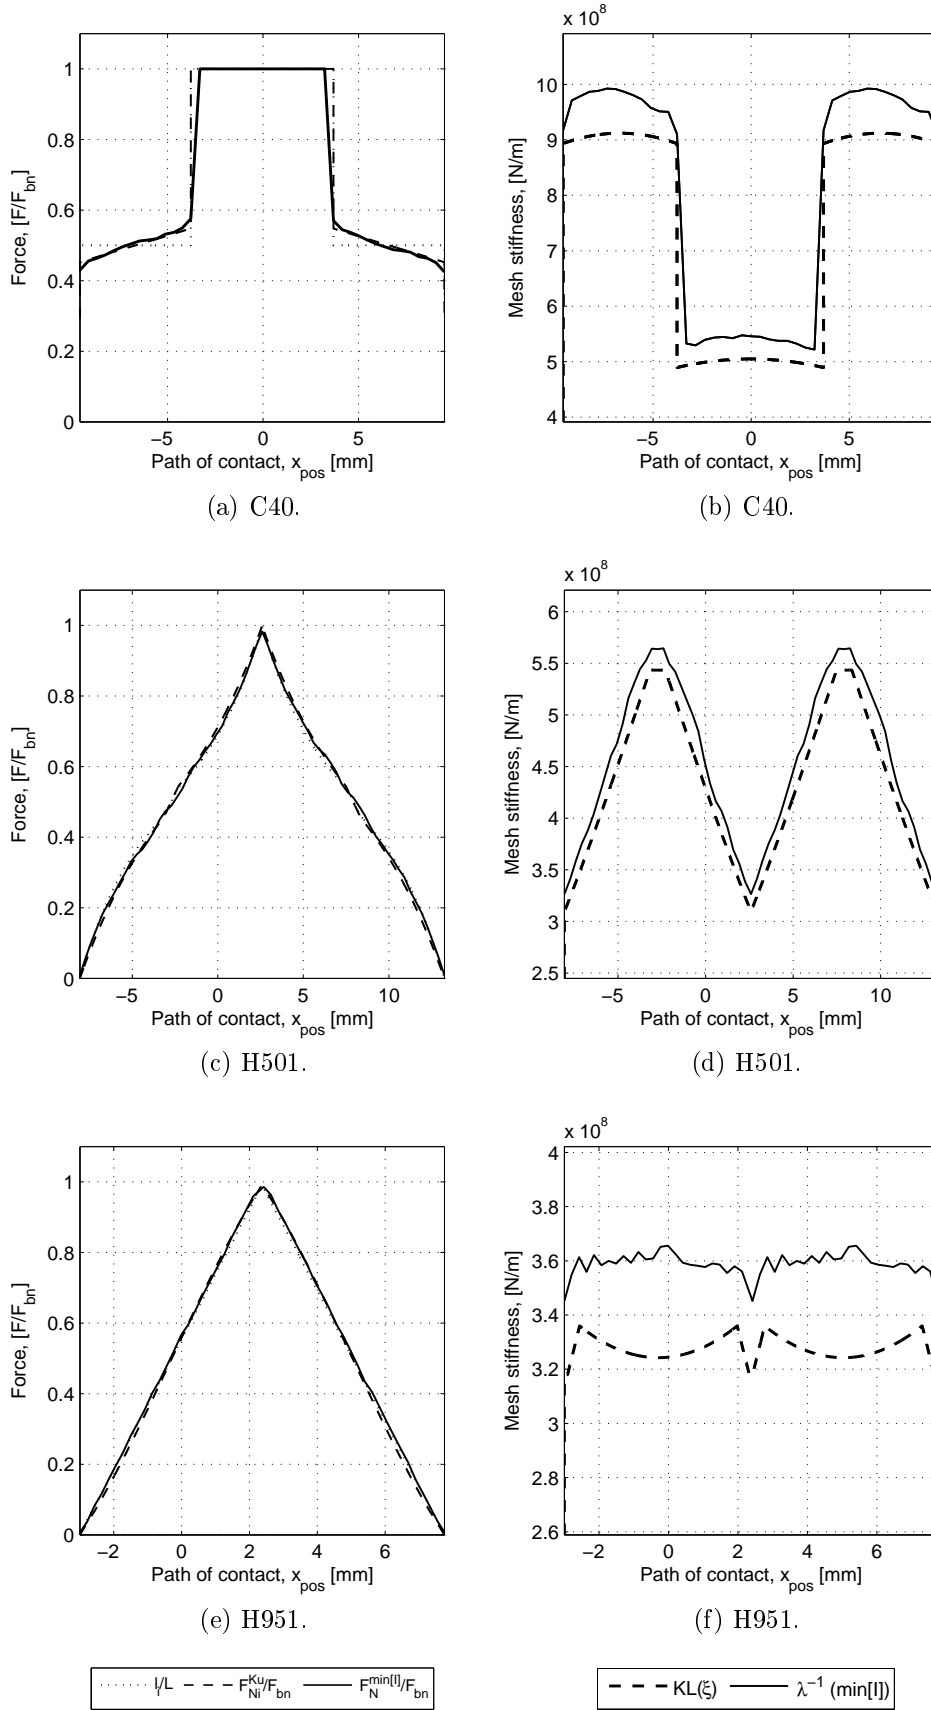 x 10^8
1
0.8
0.6
0.4
0.2
0
Force, [F/F_bn]
−5
0
5
Path of contact, x_pos [mm]
(a) C40.
10
9
8
7
6
5
4
Mesh stiffness, [N/m]
−5
0
5
Path of contact, x_pos [mm]
(b) C40.
1
0.8
0.6
0.4
0.2
0
Force, [F/F_bn]
−5
0
5
10
Path of contact, x_pos [mm]
(c) H501.
x 10^8
6
5.5
5
4.5
4
3.5
3
2.5
Mesh stiffness, [N/m]
−5
0
5
10
Path of contact, x_pos [mm]
(d) H501.
1
0.8
0.6
0.4
0.2
0
Force, [F/F_bn]
−2
0
2
4
6
Path of contact, x_pos [mm]
(e) H951.
x 10^8
4
3.8
3.6
3.4
3.2
3
2.8
2.6
Mesh stiffness, [N/m]
−2
0
2
4
6
Path of contact, x_pos [mm]
(f) H951.
l_i/L F_Ni^Ku/F_bn F_N^min[I]/F_bn
KL(ξ) λ^−1 (min[I])